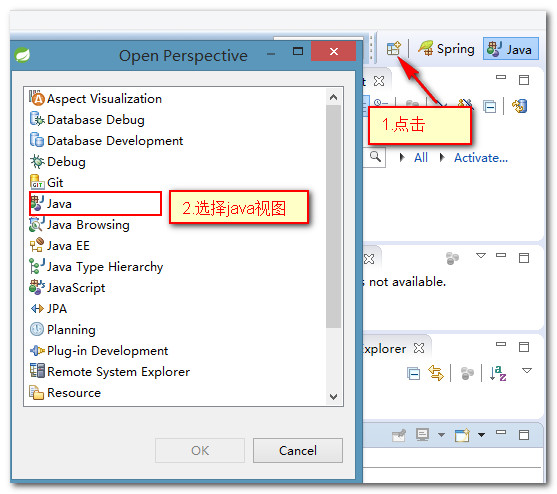 Open Perspective
Spring
Java
1.点击
All
Activate...
Aspect Visualization
Database Debug
Database Development
Debug
Git
GIT
Java
2.选择java视图
Java Browsing
Java EE
Java Type Hierarchy
JavaScript
JPA
Planning
Plug-in Development
Remote System Explorer
Resource
OK
Cancel
not available.
xplorer